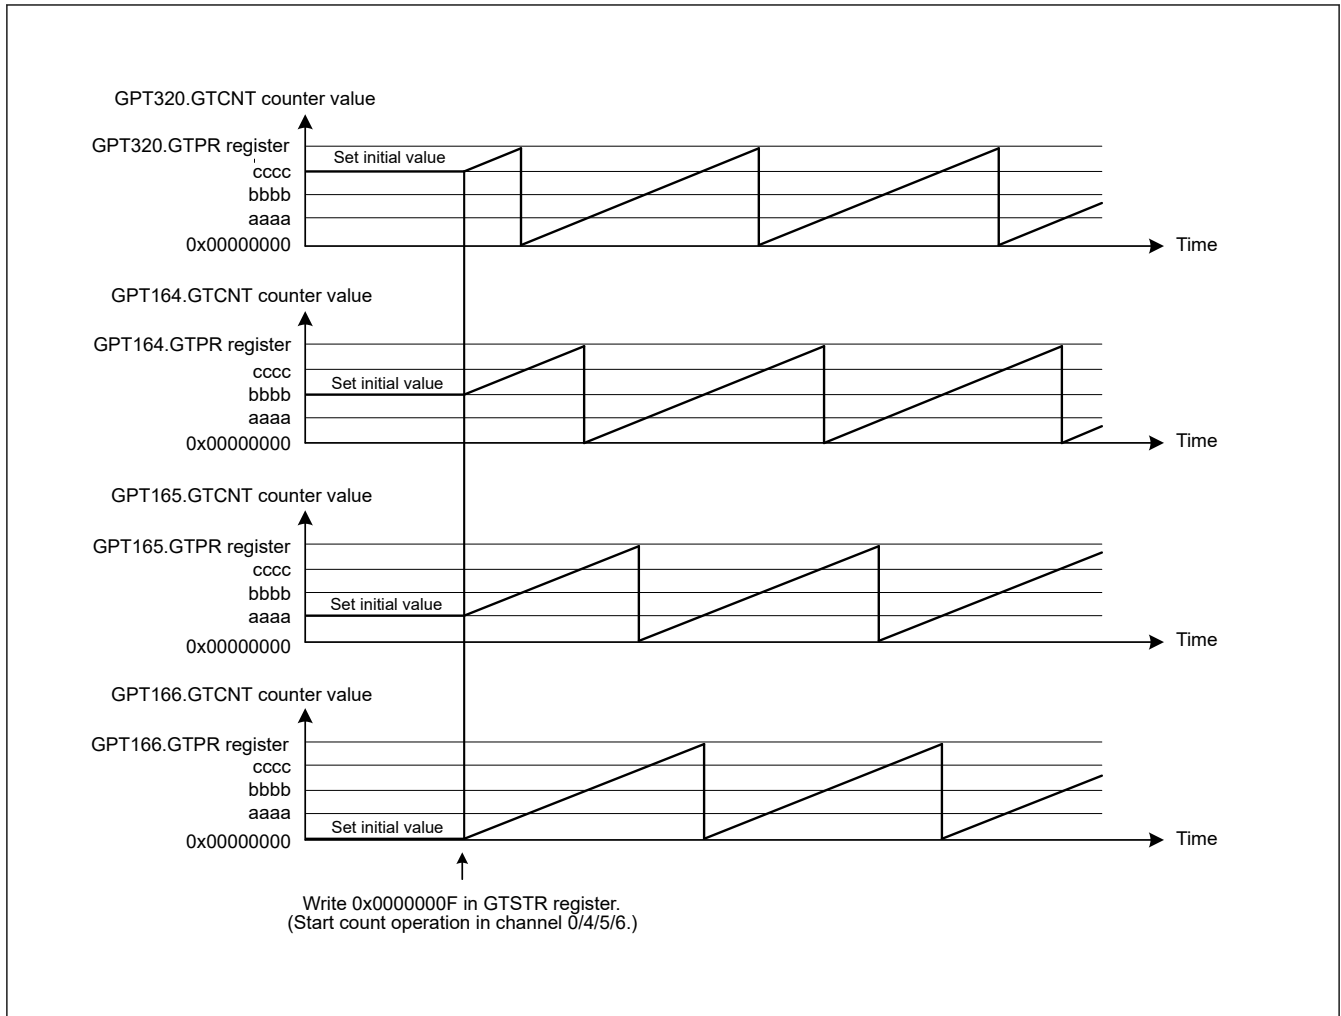 GPT320.GTCNT counter value
GPT320.GTPR register
Set initial value
cccc
bbbb
aaaa
0x00000000
Time
GPT164.GTCNT counter value
GPT164.GTPR register
cccc
Set initial value
bbbb
aaaa
0x00000000
Time
GPT165.GTCNT counter value
GPT165.GTPR register
cccc
bbbb
Set initial value
aaaa
0x00000000
Time
GPT166.GTCNT counter value
GPT166.GTPR register
cccc
bbbb
aaaa
Set initial value
0x00000000
Time
Write 0x0000000F in GTSTR register.
(Start count operation in channel 0/4/5/6.)